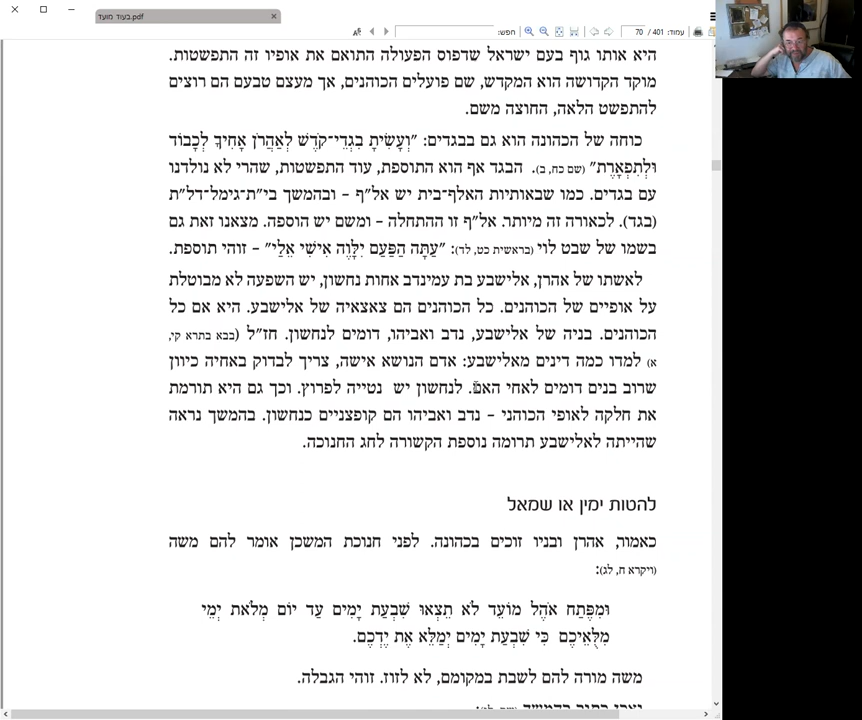 בעוד מועד.pdf
עמוד: 401 / 70
חפש:
היא אותו גוף בעם ישראל שדפוס הפעולה התואם את אופיו זה התפשטות.
מוקד הקדושה הוא המקדש, שם פועלים הכוהנים, אך מעצם טבעם הם רוצים
להתפשט הלאה, החוצה משם.
כוחה של הכהונה הוא גם בבגדים: "וְעָשִׂיתָ בִגְדֵי־קֹדֶשׁ לְאַהֲרֹן אָחִיךָ לְכָבוֹד
וּלְתִפְאָרֶת" (שם כח, ב). הבגד אף הוא התוספת, עוד התפשטות, שהרי לא נולדנו
עם בגדים. כמו שבאותיות האלף־בית יש אל"ף – ובהמשך בי"ת־גימל־דל"ת
(בגד). לכאורה זה מיותר. אל"ף זו ההתחלה – ומשם יש הוספה. מצאנו זאת גם
בשמו של שבט לוי (בראשית כט, לד): "עַתָּה הַפַּעַם יִלָּוֶה אִישִׁי אֵלַי" – זוהי תוספת.
לאשתו של אהרן, אלישבע בת עמינדב אחות נחשון, יש השפעה לא מבוטלת
על אופיים של הכוהנים. כל הכוהנים הם צאצאיה של אלישבע. היא אם כל
הכוהנים. בניה של אלישבע, נדב ואביהו, דומים לנחשון. חז"ל (בבא בתרא קי,
א) למדו כמה דינים מאלישבע: אדם הנושא אישה, צריך לבדוק באחיה כיוון
שרוב בנים דומים לאחי האם. לנחשון יש נטייה לפרוץ. וכך גם היא תורמת
את חלקה לאופי הכוהני – נדב ואביהו הם קופצניים כנחשון. בהמשך נראה
שהייתה לאלישבע תרומה נוספת הקשורה לחג החנוכה.
להטות ימין או שמאל
כאמור, אהרן ובניו זוכים בכהונה. לפני חנוכת המשכן אומר להם משה
(ויקרא ח, לג):
וּמִפֶּתַח אֹהֶל מוֹעֵד לֹא תֵצְאוּ שִׁבְעַת יָמִים עַד יוֹם מְלֹאת יְמֵי
מִלֻּאֵיכֶם כִּי שִׁבְעַת יָמִים יְמַלֵּא אֶת יֶדְכֶם.
משה מורה להם לשבת במקומם, לא לזוז. זוהי הגבלה.